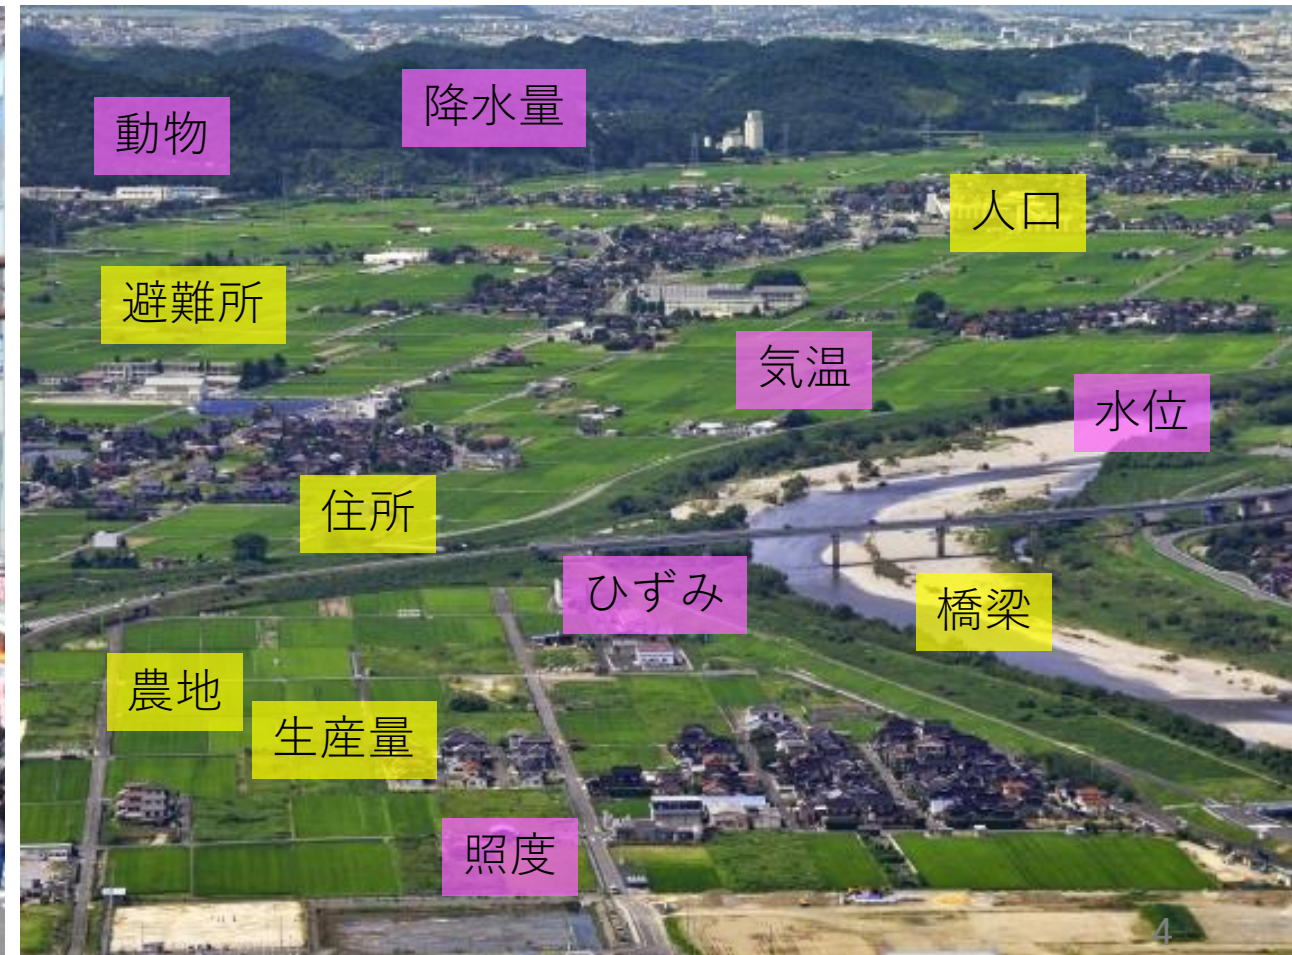 降水量
動物
人口
避難所
気温
水位
住所
ひずみ
橋梁
農地
生産量
照度
4